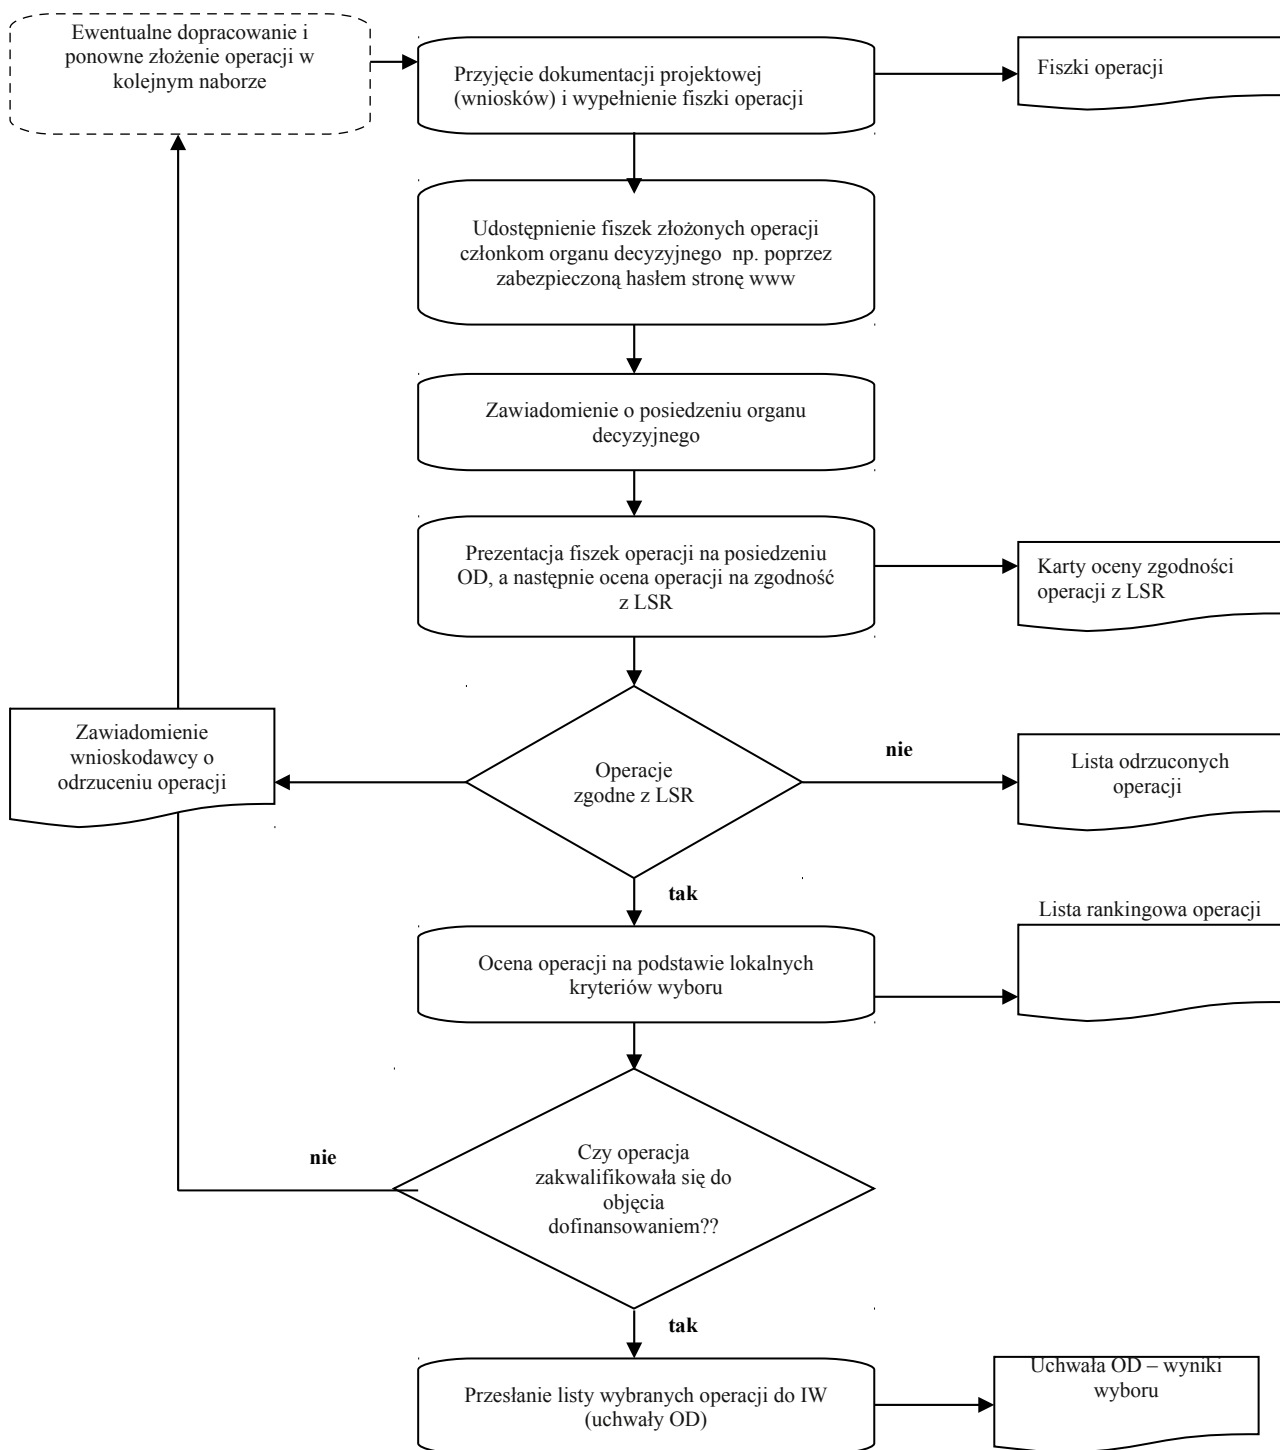 Ewentualne dopracowanie i
ponowne złożenie operacji w
kolejnym naborze
Przyjęcie dokumentacji projektowej
(wniosków) i wypełnienie fiszki operacji
Fiszki operacji
Udostępnienie fiszek złożonych operacji
członkom organu decyzyjnego np. poprzez
zabezpieczoną hasłem stronę www
Zawiadomienie o posiedzeniu organu
decyzyjnego
Prezentacja fiszek operacji na posiedzeniu
OD, a następnie ocena operacji na zgodność
z LSR
Karty oceny zgodności
operacji z LSR
Zawiadomienie
wnioskodawcy o
odrzuceniu operacji
Operacje
zgodne z LSR
nie
Lista odrzuconych
operacji
tak
Lista rankingowa operacji
Ocena operacji na podstawie lokalnych
kryteriów wyboru
nie
Czy operacja
zakwalifikowała się do
objęcia
dofinansowaniem??
tak
Przesłanie listy wybranych operacji do IW
(uchwały OD)
Uchwała OD – wyniki
wyboru